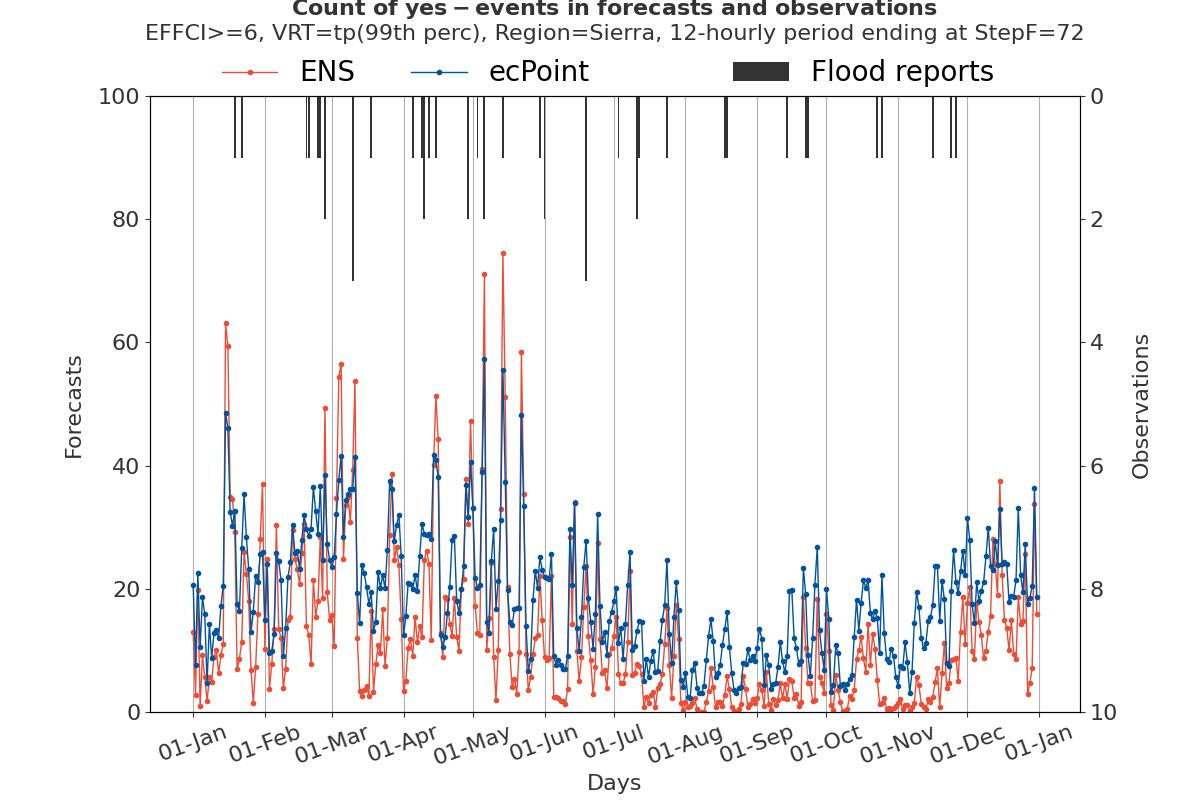 Count of yes − events in forecasts and observations
EFFCI>=6, VRT=tp(99th perc), Region=Sierra, 12-hourly period ending at StepF=72
ENS ecPoint Flood reports
100 0
80 2
60 4
40 6
20 8
0 10
Forecasts
Observations
01-Jan 01-Feb 01-Mar 01-Apr 01-May 01-Jun 01-Jul 01-Aug 01-Sep 01-Oct 01-Nov 01-Dec 01-Jan
Days